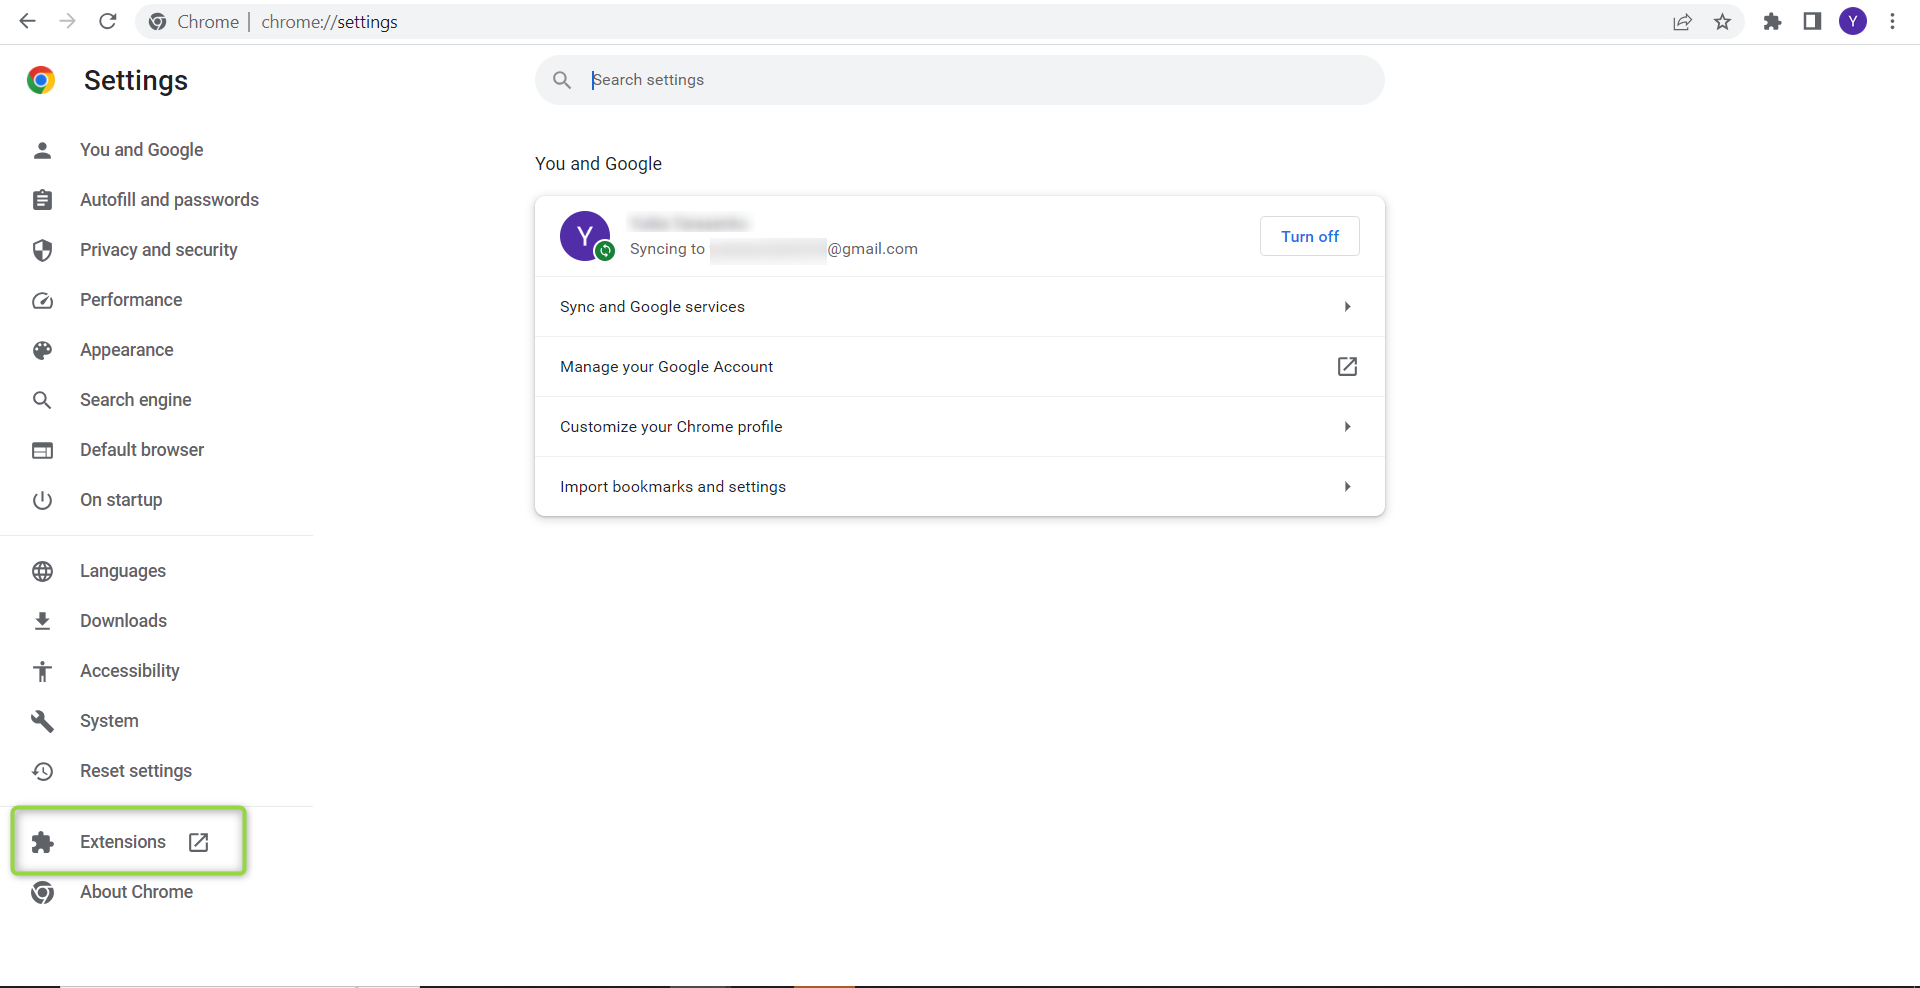 Chrome | chrome://settings
Y
Settings
Search settings
You and Google
Autofill and passwords
Privacy and security
Performance
Appearance
Search engine
Default browser
On startup
Languages
Downloads
Accessibility
System
Reset settings
Extensions
About Chrome
You and Google
Y
Syncing to @gmail.com
Turn off
Sync and Google services
Manage your Google Account
Customize your Chrome profile
Import bookmarks and settings